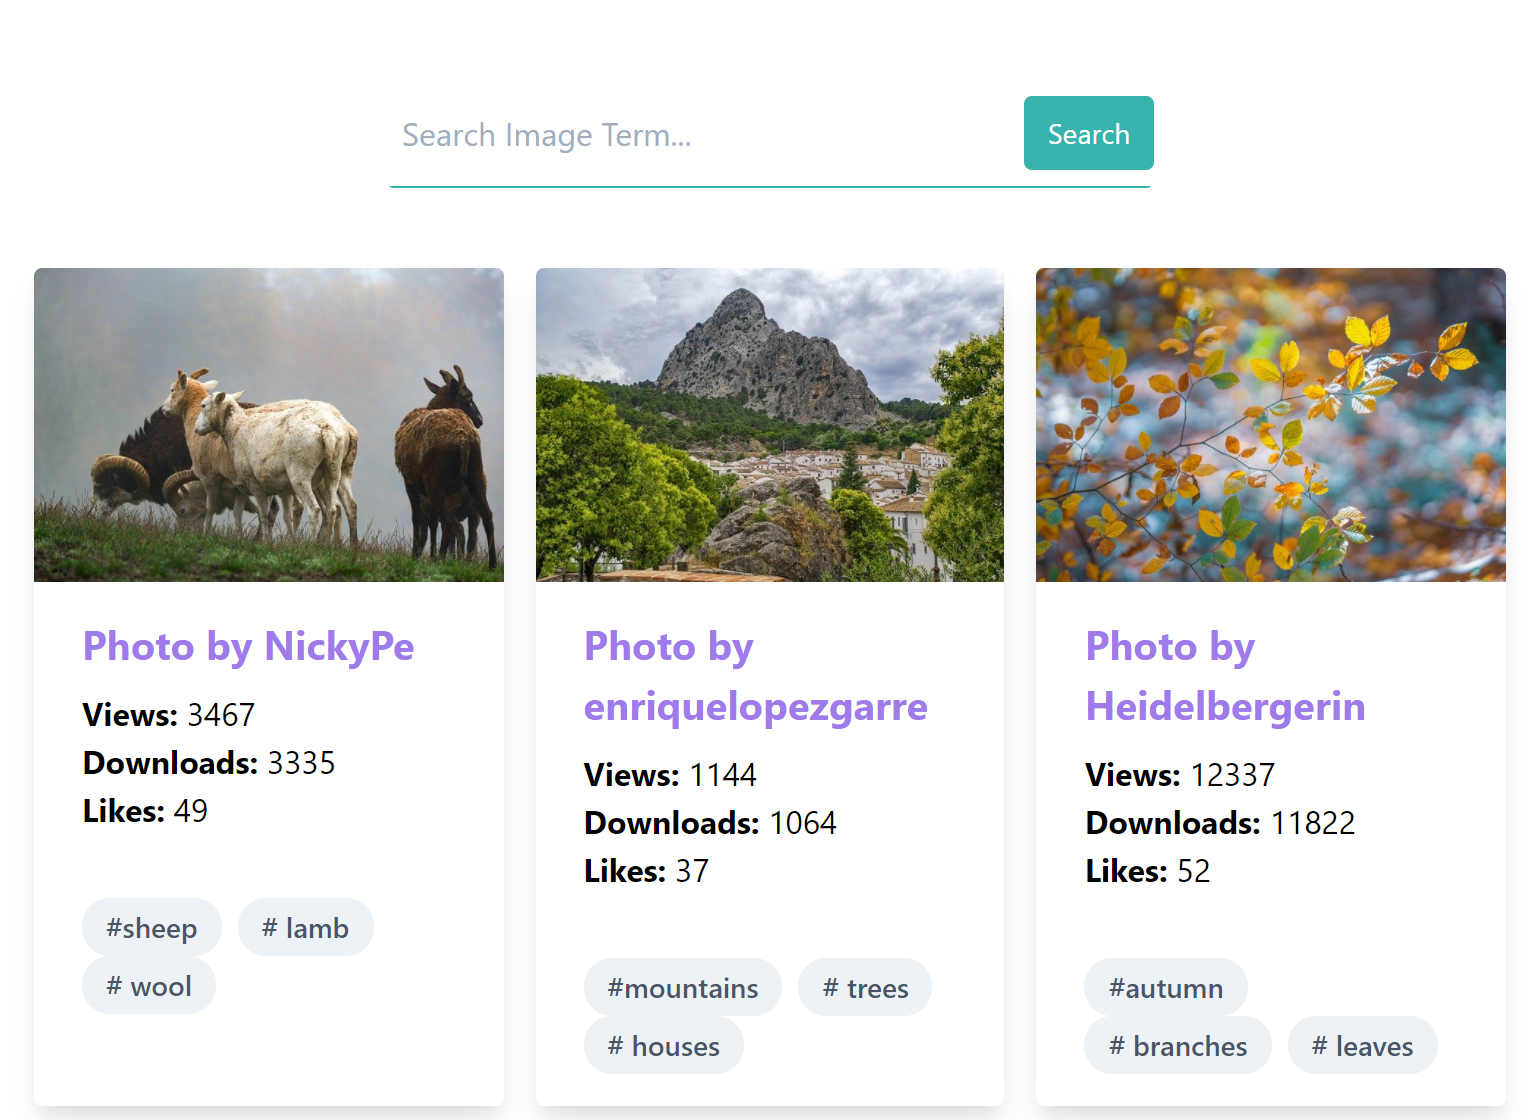 Search Image Term...
Search
Photo by NickyPe
Views: 3467
Downloads: 3335
Likes: 49
#sheep
# lamb
# wool
Photo by
enriquelopezgarre
Views: 1144
Downloads: 1064
Likes: 37
#mountains
# trees
# houses
Photo by
Heidelbergerin
Views: 12337
Downloads: 11822
Likes: 52
#autumn
# branches
# leaves